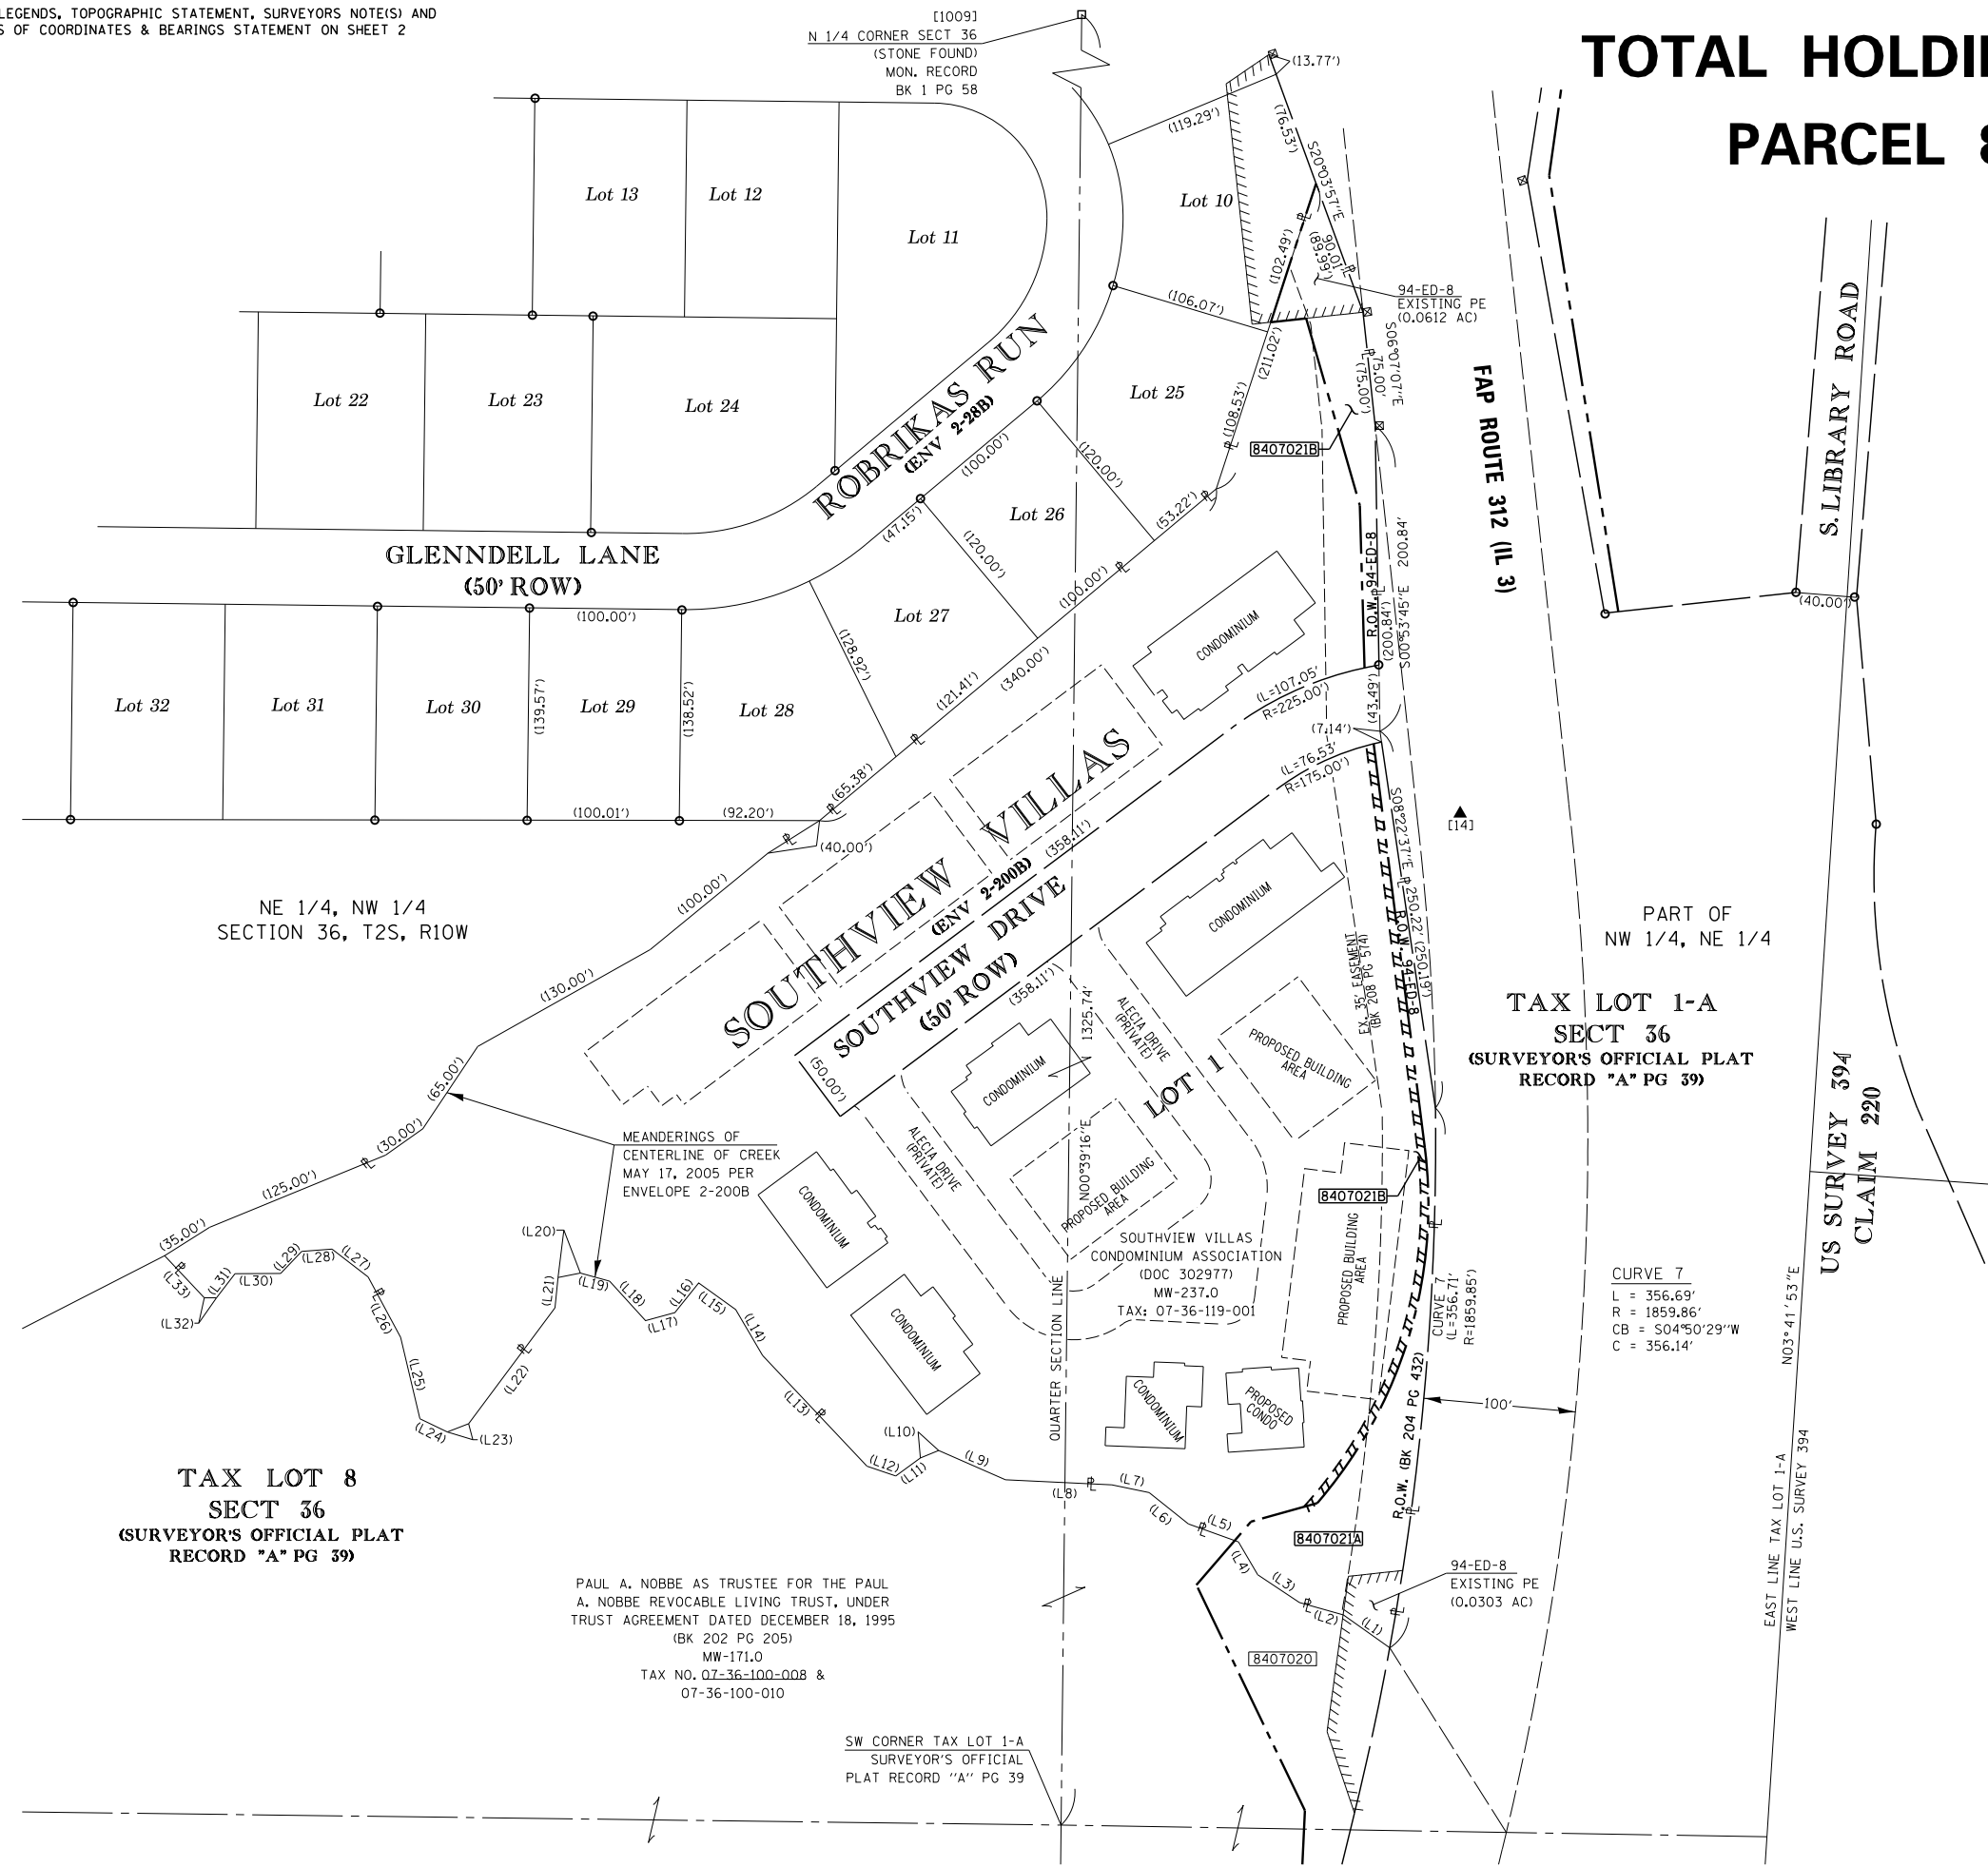 LEGENDS, TOPOGRAPHIC STATEMENT, SURVEYORS NOTE(S) AND
OF COORDINATES & BEARINGS STATEMENT ON SHEET 2
[1009]
N 1/4 CORNER SECT 36
(STONE FOUND)
MON. RECORD
BK 1 PG 58
TOTAL HOLDI
PARCEL 8
(13.77')
(119.29')
(76.53')
S20°03'57"E
90.01'
(89.99')
(102.49')
Lot 10
Lot 13
Lot 12
Lot 11
94-ED-8
EXISTING PE
(0.0612 AC)
(106.07')
(211.02')
(108.53')
S06°07'07"E
75.00'
(75.00')
Lot 22
Lot 23
Lot 24
Lot 25
ROBRIKAS RUN
(ENV 2-28B)
(100.00')
(120.00')
8407021B
FAP ROUTE 312 (IL 3)
S. LIBRARY ROAD
(47.15')
(120.00')
Lot 26
(53.22')
GLENNDELL LANE
(50' ROW)
(100.00')
(100.00')
R.O.W. 94-ED-8
(200.84')
S00°53'45"E 200.84'
(40.00')
Lot 27
(128.92')
CONDOMINIUM
(121.41')
(340.00')
Lot 32
Lot 31
Lot 30
(139.57')
Lot 29
(138.52')
Lot 28
(L=107.05'
R=225.00')
(43.49')
(7.14')
(L=76.53'
R=175.00')
(65.38')
(100.01')
(92.20')
(40.00')
SOUTHVIEW VILLAS
(ENV 2-200B)
(358.11')
S08°22'37"E 250.22' (250.19')
R.O.W. 94-ED-8
[14]
(100.00')
NE 1/4, NW 1/4
SECTION 36, T2S, R10W
SOUTHVIEW DRIVE
(50' ROW)
(358.11')
CONDOMINIUM
EX. 35' EASEMENT
(BK 208 PG 574)
PART OF
NW 1/4, NE 1/4
(130.00')
1325.74'
ALECIA DRIVE
(PRIVATE)
PROPOSED BUILDING
AREA
TAX LOT 1-A
SECT 36
(SURVEYOR'S OFFICIAL PLAT
RECORD "A" PG 39)
(65.00')
(50.00')
CONDOMINIUM
LOT 1
US SURVEY 394
CLAIM 220
(30.00')
MEANDERINGS OF
CENTERLINE OF CREEK
MAY 17, 2005 PER
ENVELOPE 2-200B
ALECIA DRIVE
(PRIVATE)
N00°39'16"E
PROPOSED BUILDING
AREA
(125.00')
CONDOMINIUM
8407021B
PROPOSED BUILDING
AREA
(35.00')
SOUTHVIEW VILLAS
CONDOMINIUM ASSOCIATION
(DOC 302977)
MW-237.0
TAX: 07-36-119-001
(L20)
(L33)
(L31)
(L30)
(L29)
(L28)
(L27)
(L32)
(L26)
(L21)
(L19)
(L18)
(L17)
(L16)
(L15)
(L14)
CONDOMINIUM
QUARTER SECTION LINE
CURVE 7
(L=356.71'
R=1859.85')
CURVE 7
L = 356.69'
R = 1859.86'
CB = S04°50'29"W
C = 356.14'
N03°41'53"E
(L25)
(L22)
(L24)
(L23)
(L13)
(L10)
(L12)
(L11)
(L9)
CONDOMINIUM
PROPOSED
CONDO
100'
R.O.W. (BK 204 PG 432)
(L8)
(L7)
(L6)
(L5)
TAX LOT 8
SECT 36
(SURVEYOR'S OFFICIAL PLAT
RECORD "A" PG 39)
8407021A
(L4)
(L3)
(L2)
(L1)
94-ED-8
EXISTING PE
(0.0303 AC)
EAST LINE TAX LOT 1-A
WEST LINE U.S. SURVEY 394
PAUL A. NOBBE AS TRUSTEE FOR THE PAUL
A. NOBBE REVOCABLE LIVING TRUST, UNDER
TRUST AGREEMENT DATED DECEMBER 18, 1995
(BK 202 PG 205)
MW-171.0
TAX NO. 07-36-100-008 &
07-36-100-010
8407020
SW CORNER TAX LOT 1-A
SURVEYOR'S OFFICIAL
PLAT RECORD "A" PG 39